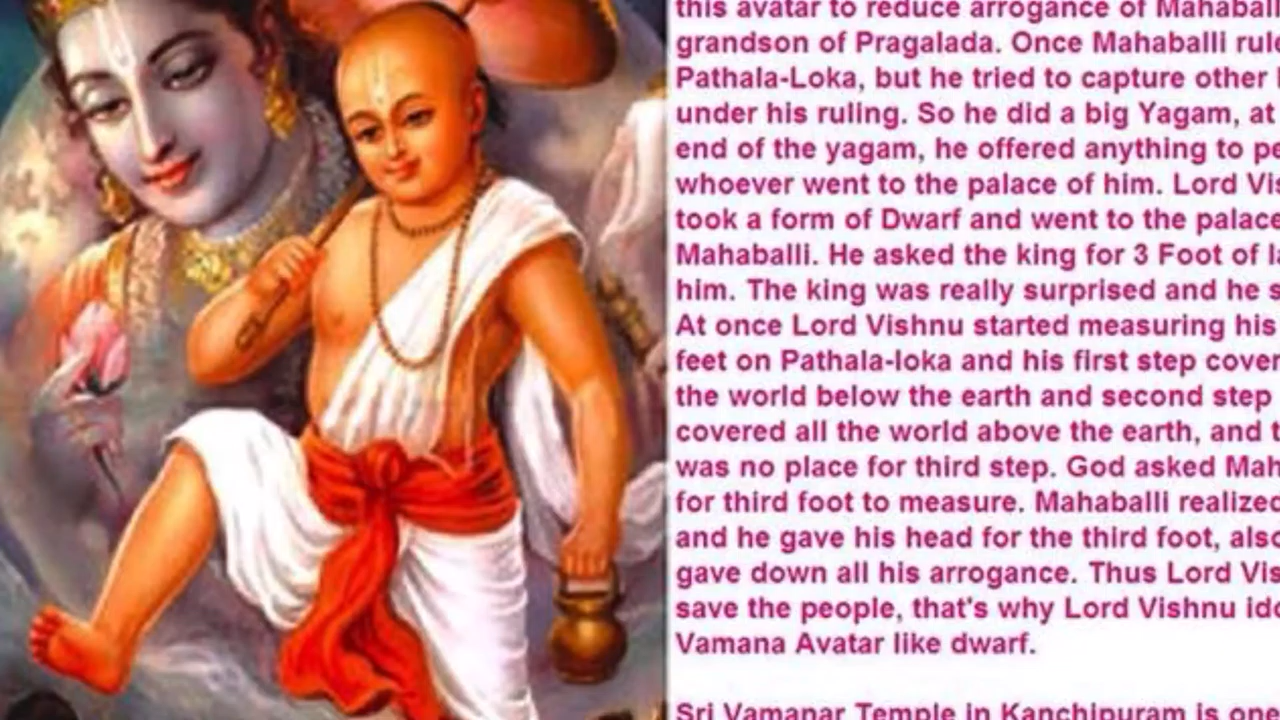 this avatar to reduce arrogance of Mahaball
grandson of Pragalada. Once Mahaballi rule
Pathala-Loka, but he tried to capture other
under his ruling. So he did a big Yagam, at
end of the yagam, he offered anything to pe
whoever went to the palace of him. Lord Vis
took a form of Dwarf and went to the palace
Mahaballi. He asked the king for 3 Foot of la
him. The king was really surprised and he s
At once Lord Vishnu started measuring his
feet on Pathala-loka and his first step cover
the world below the earth and second step
covered all the world above the earth, and t
was no place for third step. God asked Mah
for third foot to measure. Mahaballi realized
and he gave his head for the third foot, also
gave down all his arrogance. Thus Lord Vis
save the people, that's why Lord Vishnu ido
Vamana Avatar like dwarf.
Sri Vamanar Temple in Kanchipuram is one